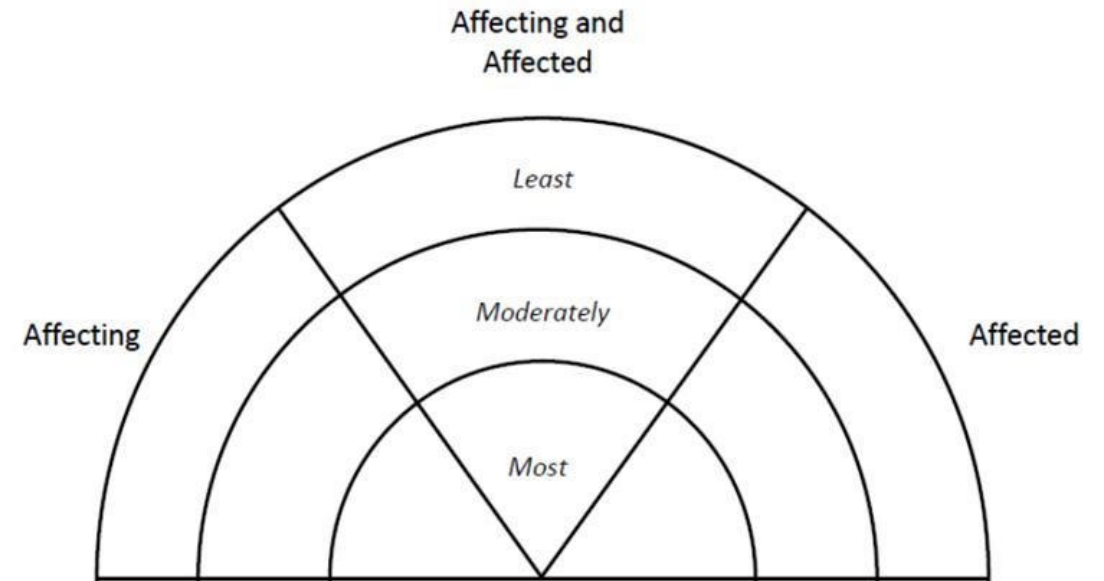 Affecting and
Affected
Least
Moderately
Affecting
Affected
Most